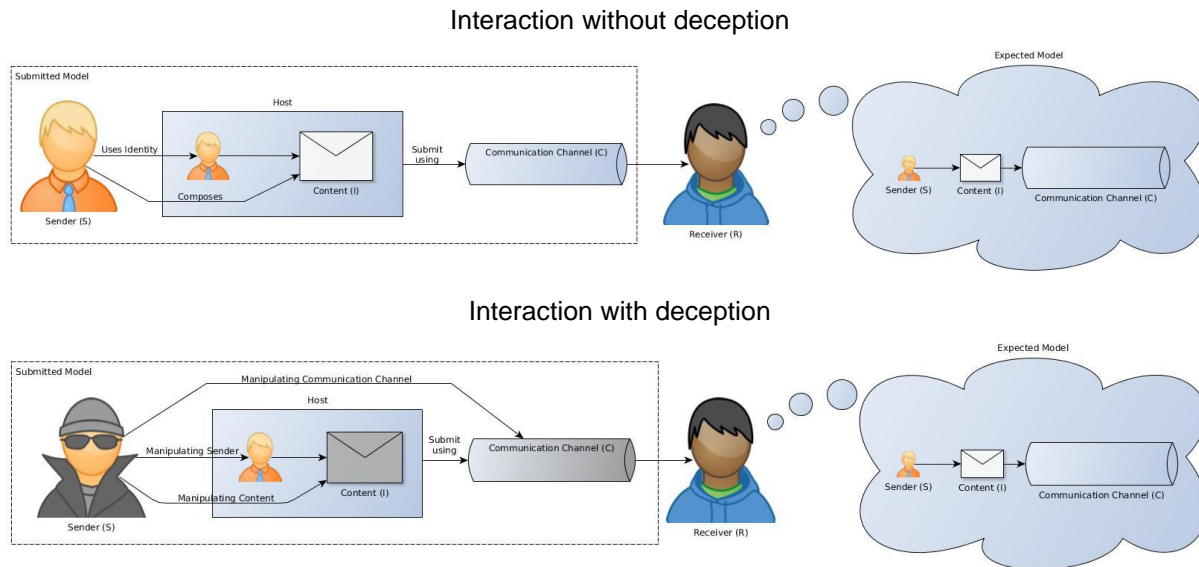 Interaction without deception
Submitted Model
Expected Model
Host
Uses Identity
Submit
using
Communication Channel (C)
Composes
Content (I)
Sender (S)
Receiver (R)
Sender (S)
Content (I)
Communication Channel (C)
Interaction with deception
Submitted Model
Expected Model
Manipulating Communication Channel
Host
Manipulating Sender
Submit
using
Communication Channel (C)
Content (I)
Manipulating Content
Sender (S)
Receiver (R)
Sender (S)
Content (I)
Communication Channel (C)